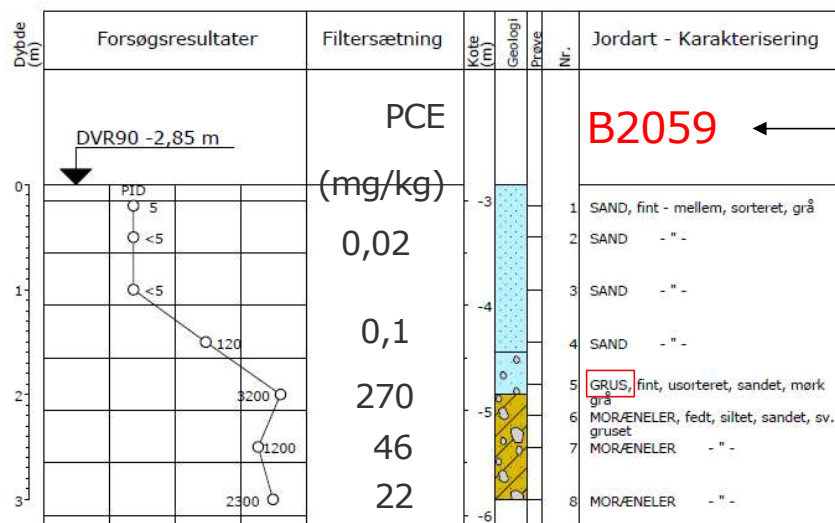 Dybde (m) Forsøgsresultater Filtersætning Kote (m) Geologi Prøve Nr. Jordart - Karakterisering
PCE
B2059
DVR90 -2,85 m
(mg/kg)
0
PID
-3
5 1 SAND, fint - mellem, sorteret, grå
<5 0,02 2 SAND - " -
1 <5 3 SAND - " -
-4
120 0,1 4 SAND - " -
5 GRUS, fint, usorteret, sandet, mørk
grå
2 3200 270
-5
6 MORÆNELER, fedt, siltet, sandet, sv.
gruset
1200 46 7 MORÆNELER - " -
3 2300 22 8 MORÆNELER - " -
-6